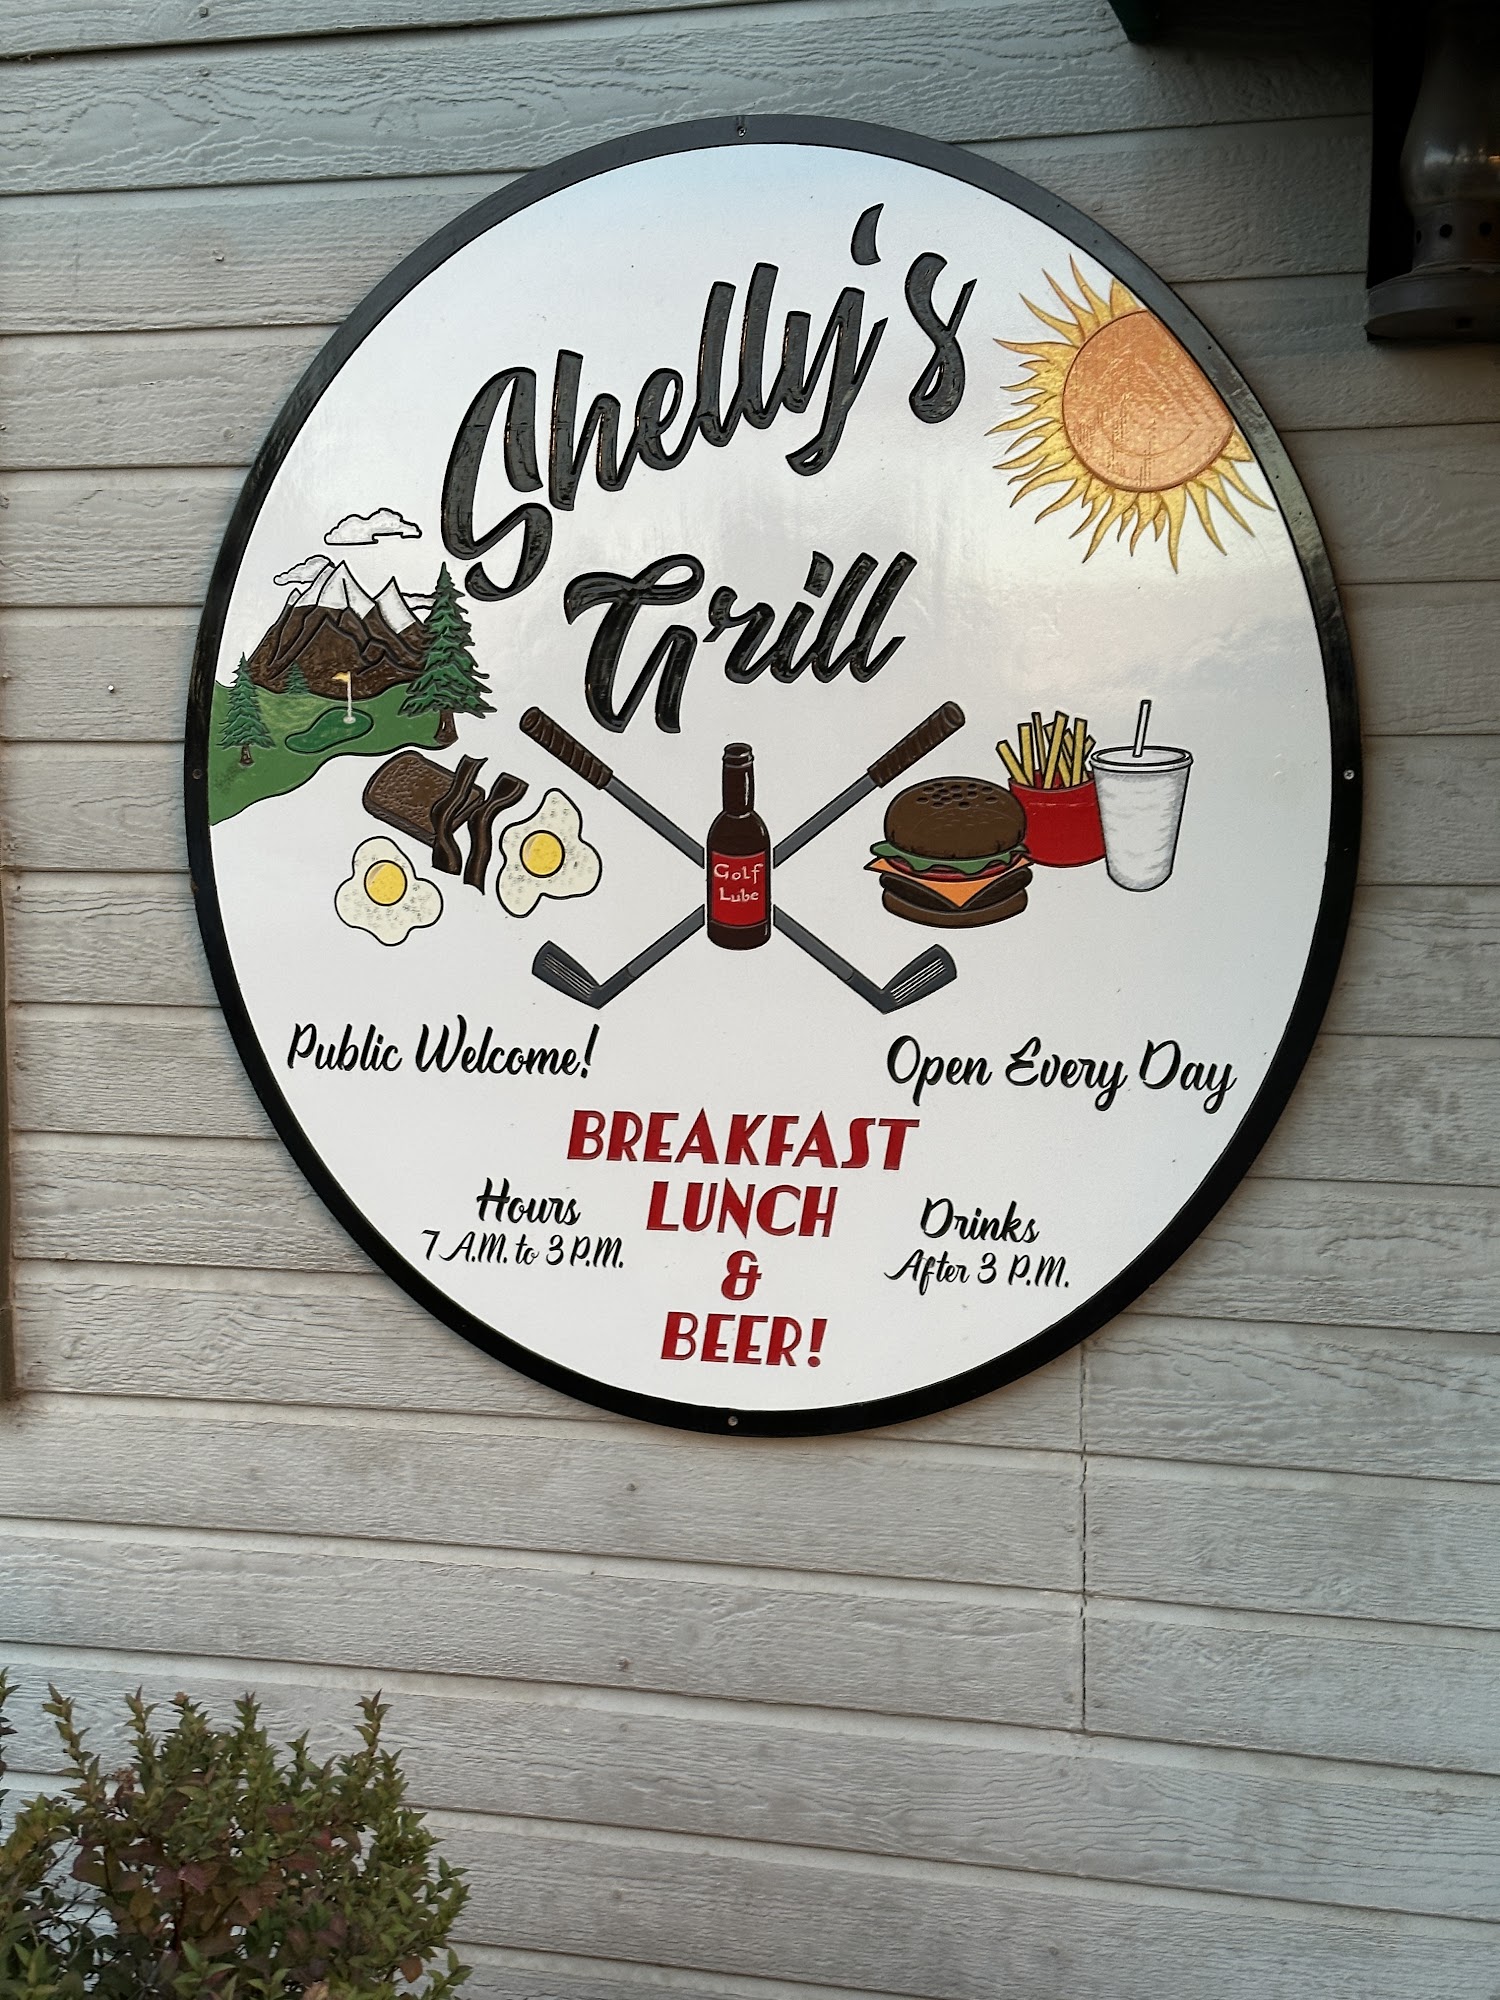 Shelly's
Grill
Golf
Lube
Public Welcome!
Open Every Day
BREAKFAST
LUNCH
&
BEER!
Hours
7 A.M. to 3 P.M.
Drinks
After 3 P.M.